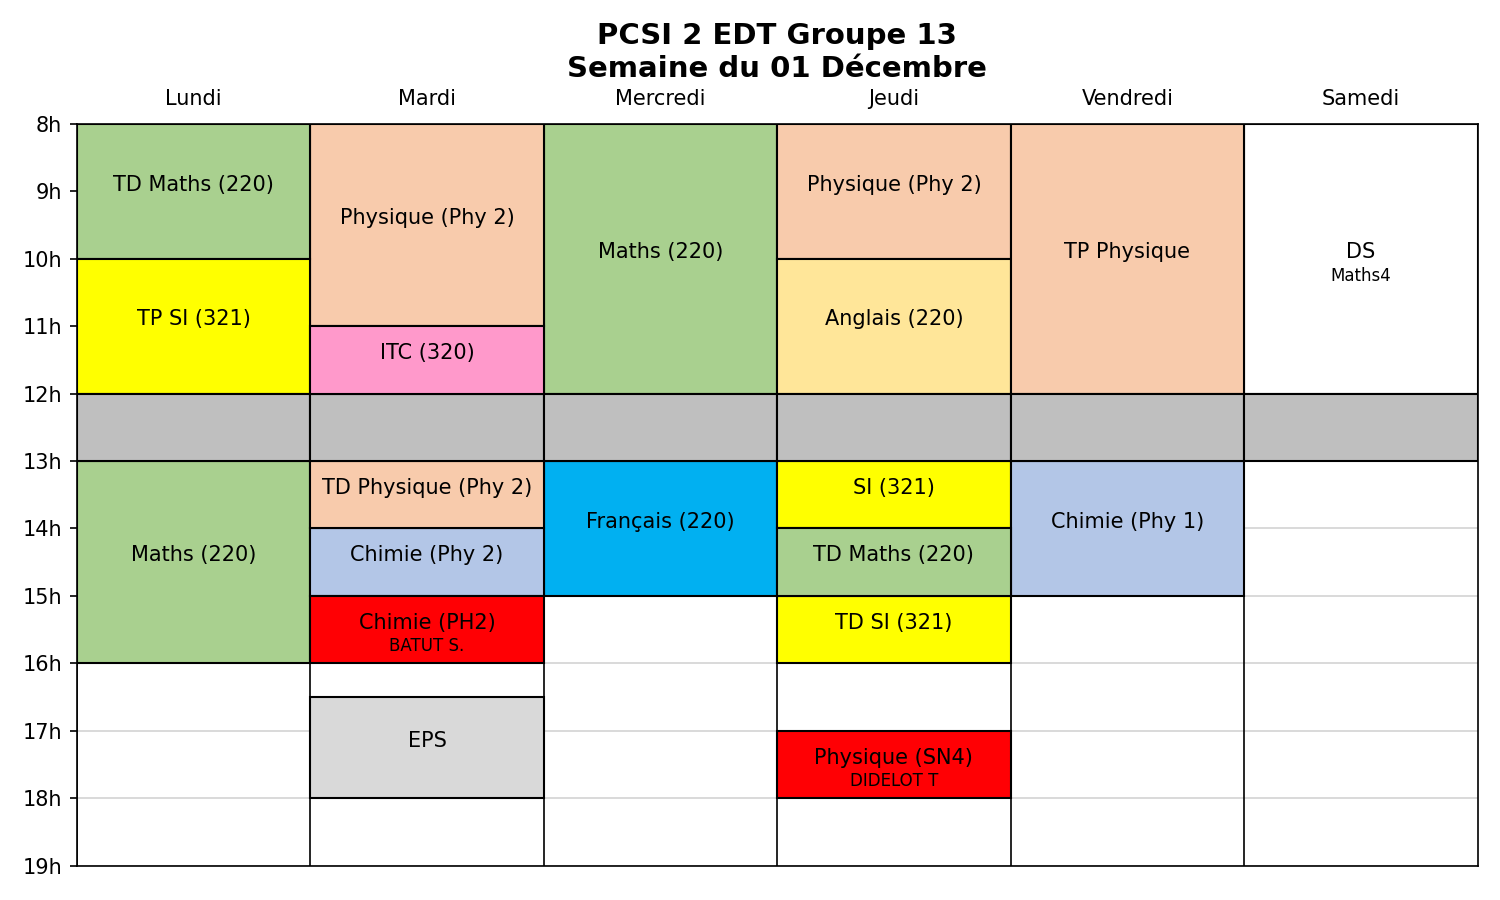 PCSI 2 EDT Groupe 13
Semaine du 01 Décembre
Lundi Mardi Mercredi Jeudi Vendredi Samedi
8h
TD Maths (220)
Physique (Phy 2)
9h
Physique (Phy 2)
10h
Maths (220)
TP Physique
DS
Maths4
11h
TP SI (321)
Anglais (220)
ITC (320)
12h
13h
TD Physique (Phy 2)
SI (321)
14h
Français (220)
Chimie (Phy 1)
Maths (220)
Chimie (Phy 2)
TD Maths (220)
15h
Chimie (PH2)
BATUT S.
TD SI (321)
16h
17h
EPS
Physique (SN4)
DIDELOT T
18h
19h